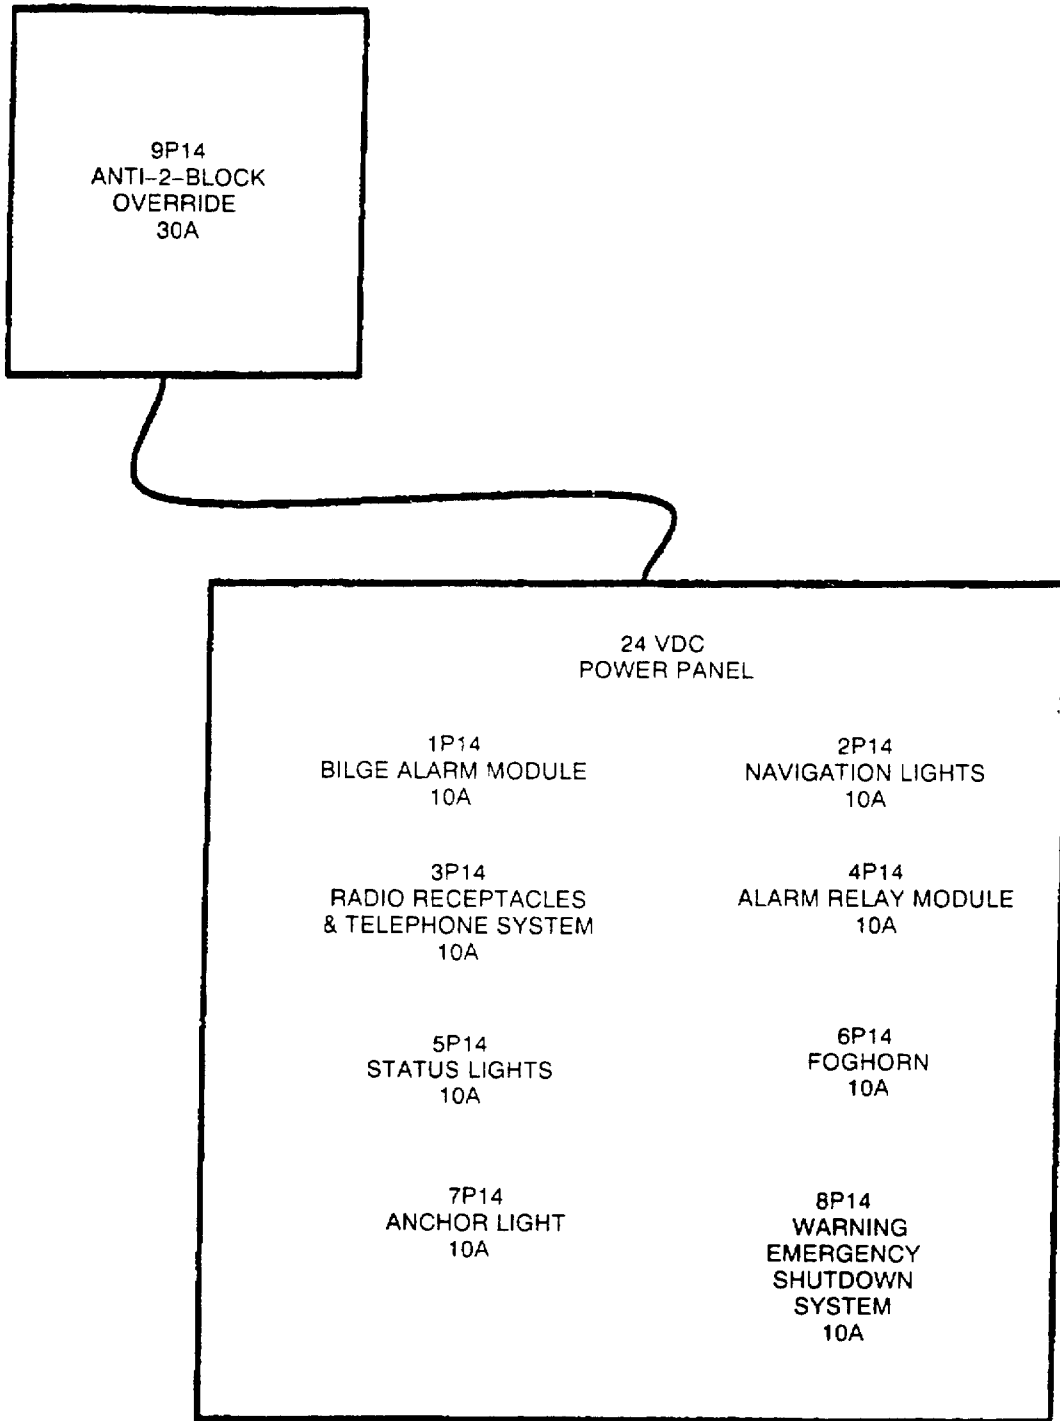 9P14
ANTI-2-BLOCK
OVERRIDE
30A
24 VDC
POWER PANEL
1P14
BILGE ALARM MODULE
10A
2P14
NAVIGATION LIGHTS
10A
3P14
RADIO RECEPTACLES
& TELEPHONE SYSTEM
10A
4P14
ALARM RELAY MODULE
10A
5P14
STATUS LIGHTS
10A
6P14
FOGHORN
10A
7P14
ANCHOR LIGHT
10A
8P14
WARNING
EMERGENCY
SHUTDOWN
SYSTEM
10A